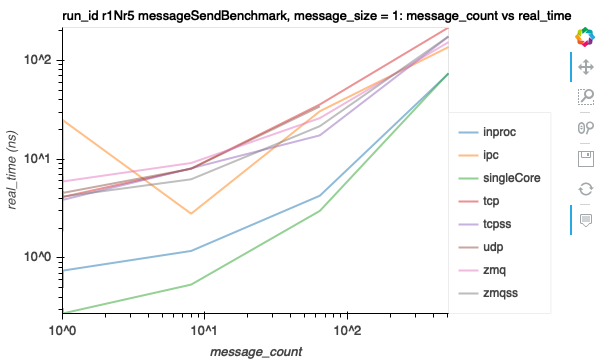 run_id r1Nr5 messageSendBenchmark, message_size = 1: message_count vs real_time
10^2
10^1
10^0
real_time (ns)
10^0
10^1
10^2
message_count
inproc
ipc
singleCore
tcp
tcpss
udp
zmq
zmqss